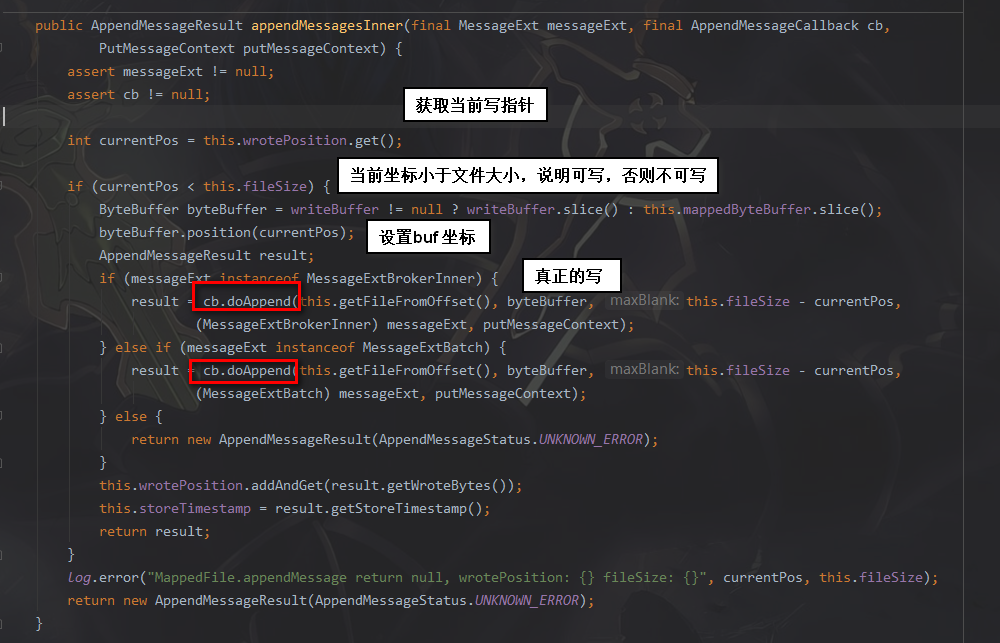 public AppendMessageResult appendMessagesInner(final MessageExt messageExt, final AppendMessageCallback cb,
PutMessageContext putMessageContext) {
assert messageExt != null;
assert cb != null;
获取当前写指针
int currentPos = this.wrotePosition.get();
当前坐标小于文件大小，说明可写，否则不可写
if (currentPos < this.fileSize) {
ByteBuffer byteBuffer = writeBuffer != null ? writeBuffer.slice() : this.mappedByteBuffer.slice();
byteBuffer.position(currentPos);
设置buf坐标
AppendMessageResult result;
if (messageExt instanceof MessageExtBrokerInner) {
真正的写
result = cb.doAppend(this.getFileFromOffset(), byteBuffer, maxBlank: this.fileSize - currentPos,
(MessageExtBrokerInner) messageExt, putMessageContext);
} else if (messageExt instanceof MessageExtBatch) {
result = cb.doAppend(this.getFileFromOffset(), byteBuffer, maxBlank: this.fileSize - currentPos,
(MessageExtBatch) messageExt, putMessageContext);
} else {
return new AppendMessageResult(AppendMessageStatus.UNKNOWN_ERROR);
}
this.wrotePosition.addAndGet(result.getWroteBytes());
this.storeTimestamp = result.getStoreTimestamp();
return result;
}
log.error("MappedFile.appendMessage return null, wrotePosition: {} fileSize: {}", currentPos, this.fileSize);
return new AppendMessageResult(AppendMessageStatus.UNKNOWN_ERROR);
}